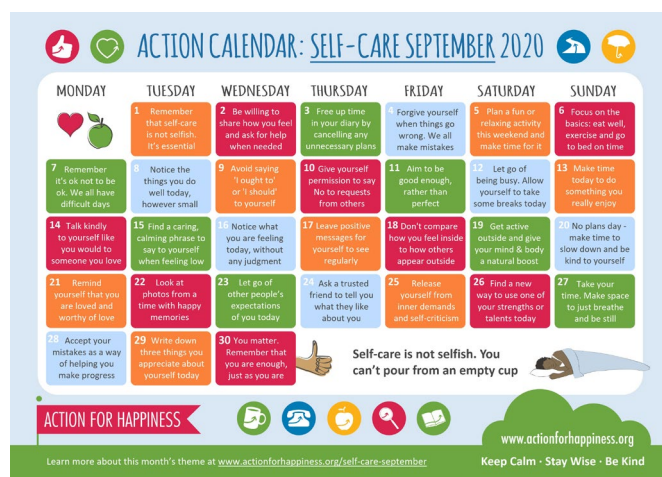 ACTION CALENDAR: SELF-CARE SEPTEMBER 2020
MONDAY TUESDAY WEDNESDAY THURSDAY FRIDAY SATURDAY SUNDAY
1 Remember
that self-care
is not selfish.
It's essential
2 Be willing to
share how you feel
and ask for help
when needed
3 Free up time
in your diary by
cancelling any
unnecessary plans
4 Forgive yourself
when things go
wrong. We all
make mistakes
5 Plan a fun or
relaxing activity
this weekend and
make time for it
6 Focus on the
basics: eat well,
exercise and go
to bed on time
7 Remember
it's ok not to be
ok. We all have
difficult days
8 Notice the
things you do
well today,
however small
9 Avoid saying
'I ought to'
or 'I should'
to yourself
10 Give yourself
permission to say
No to requests
from others
11 Aim to be
good enough,
rather than
perfect
12 Let go of
being busy. Allow
yourself to take
some breaks today
13 Make time
today to do
something you
really enjoy
14 Talk kindly
to yourself like
you would to
someone you love
15 Find a caring,
calming phrase to
say to yourself
when feeling low
16 Notice what
you are feeling
today, without
any judgment
17 Leave positive
messages for
yourself to see
regularly
18 Don't compare
how you feel inside
to how others
appear outside
19 Get active
outside and give
your mind & body
a natural boost
20 No plans day -
make time to
slow down and be
kind to yourself
21 Remind
yourself that you
are loved and
worthy of love
22 Look at
photos from a
time with happy
memories
23 Let go of
other people's
expectations
of you today
24 Ask a trusted
friend to tell you
what they like
about you
25 Release
yourself from
inner demands
and self-criticism
26 Find a new
way to use one of
your strengths or
talents today
27 Take your
time. Make space
to just breathe
and be still
28 Accept your
mistakes as a way
of helping you
make progress
29 Write down
three things you
appreciate about
yourself today
30 You matter.
Remember that
you are enough,
just as you are
Self-care is not selfish. You
can't pour from an empty cup
ACTION FOR HAPPINESS
www.actionforhappiness.org
Learn more about this month's theme at www.actionforhappiness.org/self-care-september
Keep Calm · Stay Wise · Be Kind